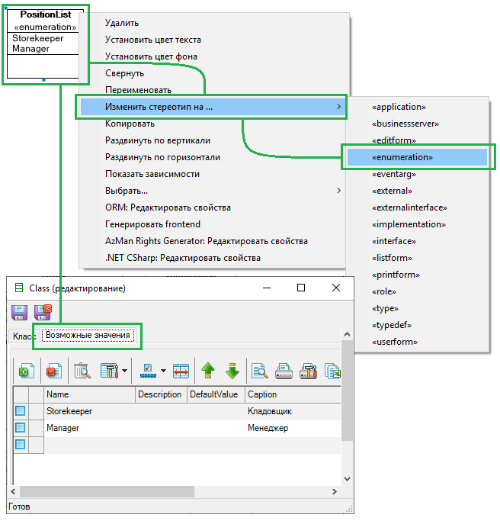 PositionList
«enumeration»
Storekeeper
Manager
Удалить
Установить цвет текста
Установить цвет фона
Свернуть
Переименовать
Изменить стереотип на ...
Копировать
Раздвинуть по вертикали
Раздвинуть по горизонтали
Показать зависимости
Выбрать...
ORM: Редактировать свойства
Генерировать frontend
AzMan Rights Generator: Редактировать свойства
.NET CSharp: Редактировать свойства
«application»
«businessserver»
«editform»
«enumeration»
«eventarg»
«external»
«externalinterface»
«implementation»
«interface»
«listform»
«printform»
«role»
«type»
«typedef»
«userform»
Class (редактирование)
Класс Возможные значения
Name Description DefaultValue Caption
Storekeeper Кладовщик
Manager Менеджер
Готов